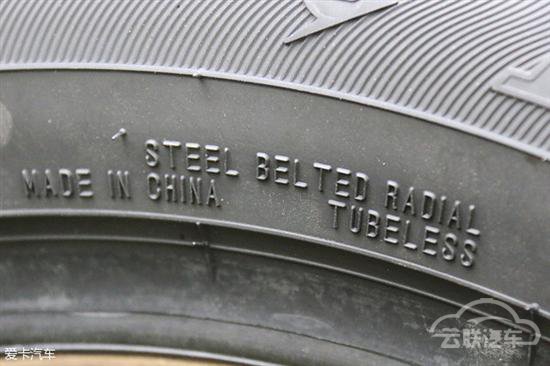 STEEL BELTED RADIAL
MADE IN CHINA TUBELESS
云联汽车
爱卡汽车